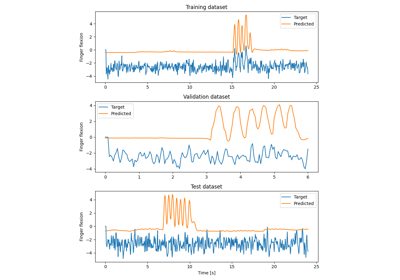 Training dataset
Finger flexion
4
2
0
−2
−4
0
5
10
15
20
25
Target
Predicted
Validation dataset
Finger flexion
4
2
0
−2
−4
0
1
2
3
4
5
6
Target
Predicted
Test dataset
Finger flexion
4
2
0
−2
−4
0
5
10
15
20
25
Target
Predicted
Time [s]